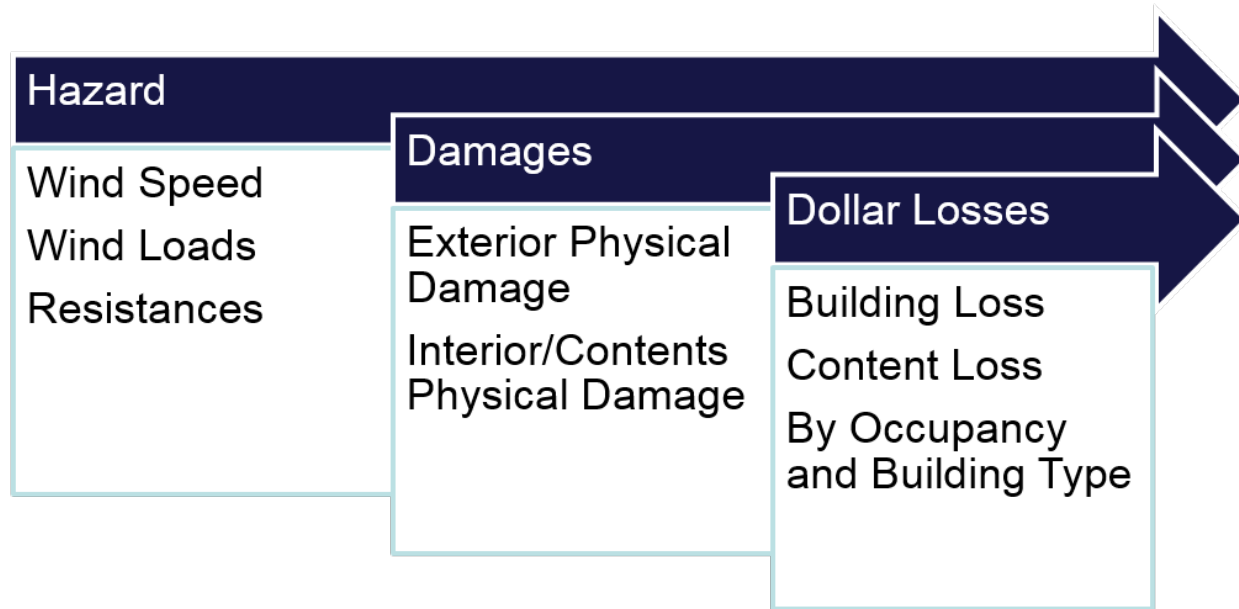 Hazard
Wind Speed
Wind Loads
Resistances
Damages
Exterior Physical
Damage
Interior/Contents
Physical Damage
Dollar Losses
Building Loss
Content Loss
By Occupancy
and Building Type